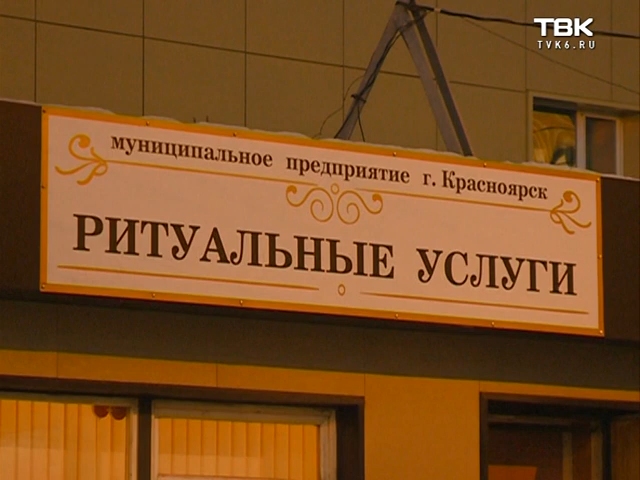 ТВК
TVK6.RU
муниципальное предприятие г. Красноярск
РИТУАЛЬНЫЕ УСЛУГИ